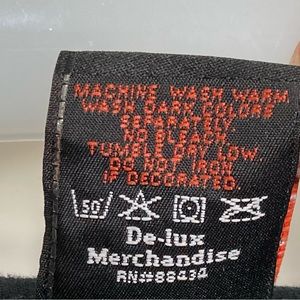 MACHINE WASH WARM
WASH DARK COLORS
SEPARATELY.
NO BLEACH.
TUMBLE DRY LOW.
DO NOT IRON
IF DECORATED.
50
De-lux
Merchandise
RN#88434